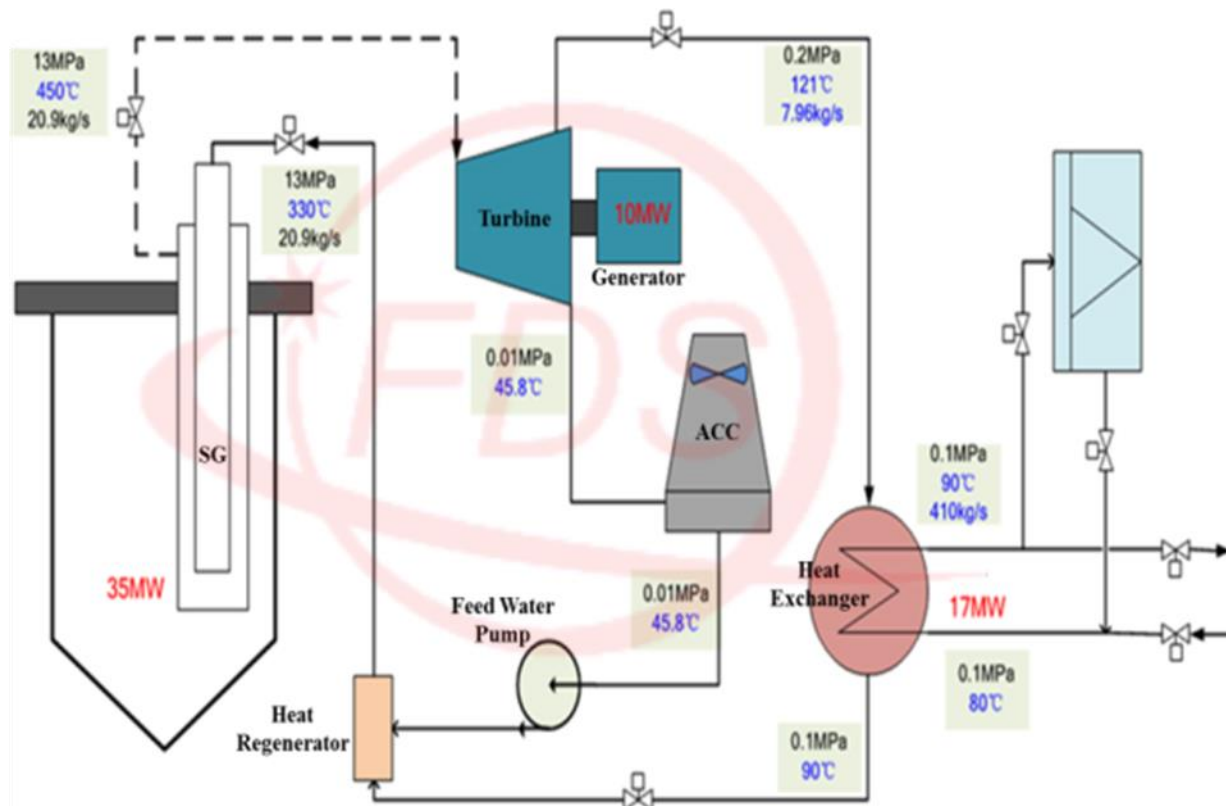 13MPa
450℃
20.9kg/s
13MPa
330℃
20.9kg/s
0.2MPa
121℃
7.96kg/s
Turbine
10MW
Generator
0.01MPa
45.8℃
FDS
ACC
SG
35MW
0.1MPa
90℃
410kg/s
Heat
Exchanger
17MW
Feed Water
Pump
0.01MPa
45.8℃
0.1MPa
80℃
Heat
Regenerator
0.1MPa
90℃